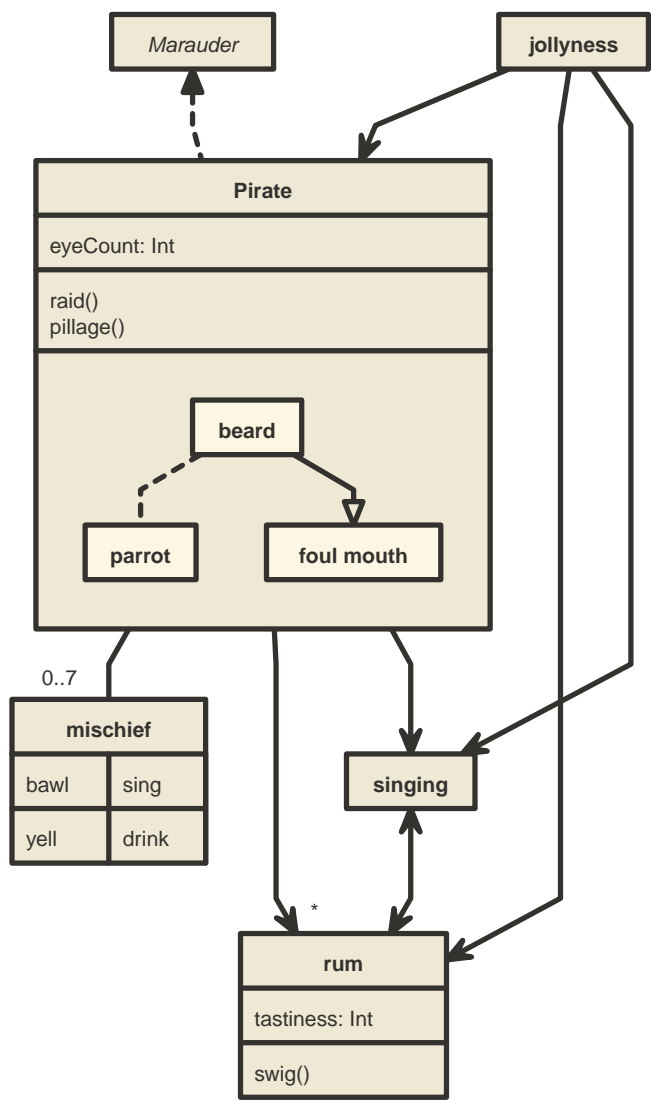 Marauder
jollyness
Pirate
eyeCount: Int
raid()
pillage()
beard
parrot
foul mouth
0..7
mischief
bawl
sing
yell
drink
singing
*
rum
tastiness: Int
swig()